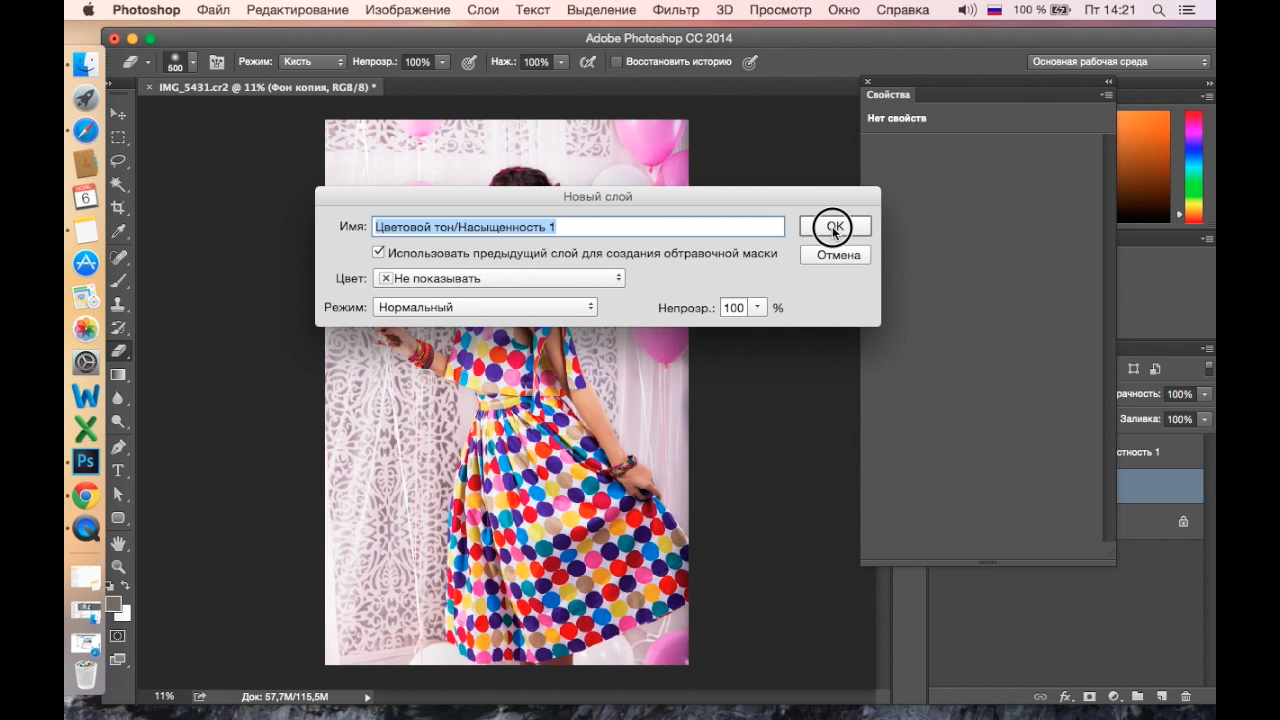 Photoshop Файл Редактирование Изображение Слои Текст Выделение Фильтр 3D Просмотр Окно Справка 100 % Пт 14:21
Adobe Photoshop CC 2014
500 Режим: Кисть Непрозр.: 100% Наж.: 100% Восстановить историю Основная рабочая среда
× IMG_5431.cr2 @ 11% (Фон копия, RGB/8) *
Свойства
Нет свойств
Новый слой
Имя: Цветовой тон/Насыщенность 1 OK
Использовать предыдущий слой для создания обтравочной маски Отмена
Цвет: Не показывать
Режим: Нормальный Непрозр.: 100 %
рачность: 100%
Заливка: 100%
стность 1
6
W
X
Ps
T
11% Док: 57,7M/115,5M
fx